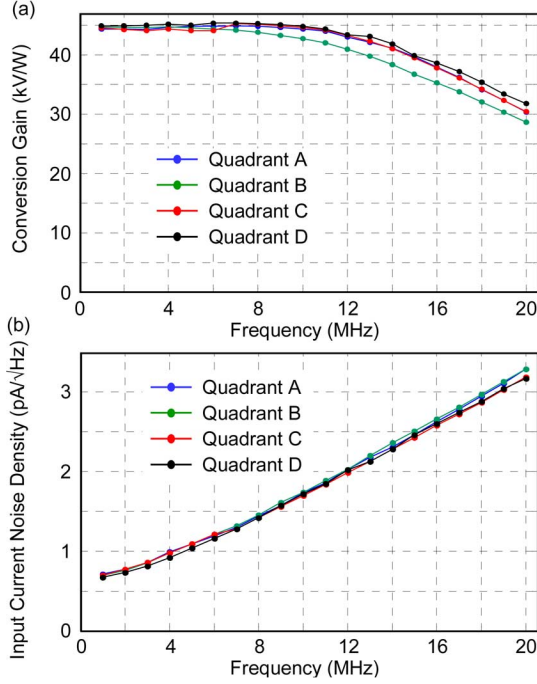 (a)
Conversion Gain (kV/W)
45
40
30
20
10
0
Quadrant A
Quadrant B
Quadrant C
Quadrant D
0
4
8
12
16
20
Frequency (MHz)
(b)
Input Current Noise Density (pA/√Hz)
3
2
1
0
Quadrant A
Quadrant B
Quadrant C
Quadrant D
0
4
8
12
16
20
Frequency (MHz)